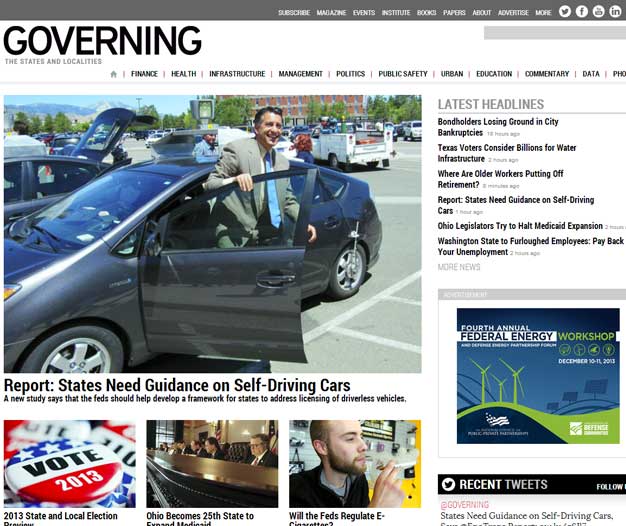 SUBSCRIBE MAGAZINE EVENTS INSTITUTE BOOKS PAPERS ABOUT ADVERTISE MORE
GOVERNING
THE STATES AND LOCALITIES
FINANCE | HEALTH | INFRASTRUCTURE | MANAGEMENT | POLITICS | PUBLIC SAFETY | URBAN | EDUCATION | COMMENTARY | DATA | PHO
Report: States Need Guidance on Self-Driving Cars
A new study says that the feds should help develop a framework for states to address licensing of driverless vehicles.
VOTE
2013
2013 State and Local Election
Preview
Ohio Becomes 25th State to
Expand Medicaid
Will the Feds Regulate E-
Cigarettes?
LATEST HEADLINES
Bondholders Losing Ground in City
Bankruptcies 18 hours ago
Texas Voters Consider Billions for Water
Infrastructure 2 hours ago
Where Are Older Workers Putting Off
Retirement? 8 minutes ago
Report: States Need Guidance on Self-Driving
Cars 1 hour ago
Ohio Legislators Try to Halt Medicaid Expansion 2 hours
Washington State to Furloughed Employees: Pay Back
Your Unemployment 2 hours ago
MORE NEWS
ADVERTISEMENT
FOURTH ANNUAL
FEDERAL ENERGY WORKSHOP
AND DEFENSE ENERGY PARTNERSHIP FORUM
DECEMBER 10-11, 2013
THE NATIONAL COUNCIL FOR
PUBLIC-PRIVATE PARTNERSHIPS
DEFENSE
COMMUNITIES
RECENT TWEETS
FOLLOW
@GOVERNING
States Need Guidance on Self-Driving Cars,